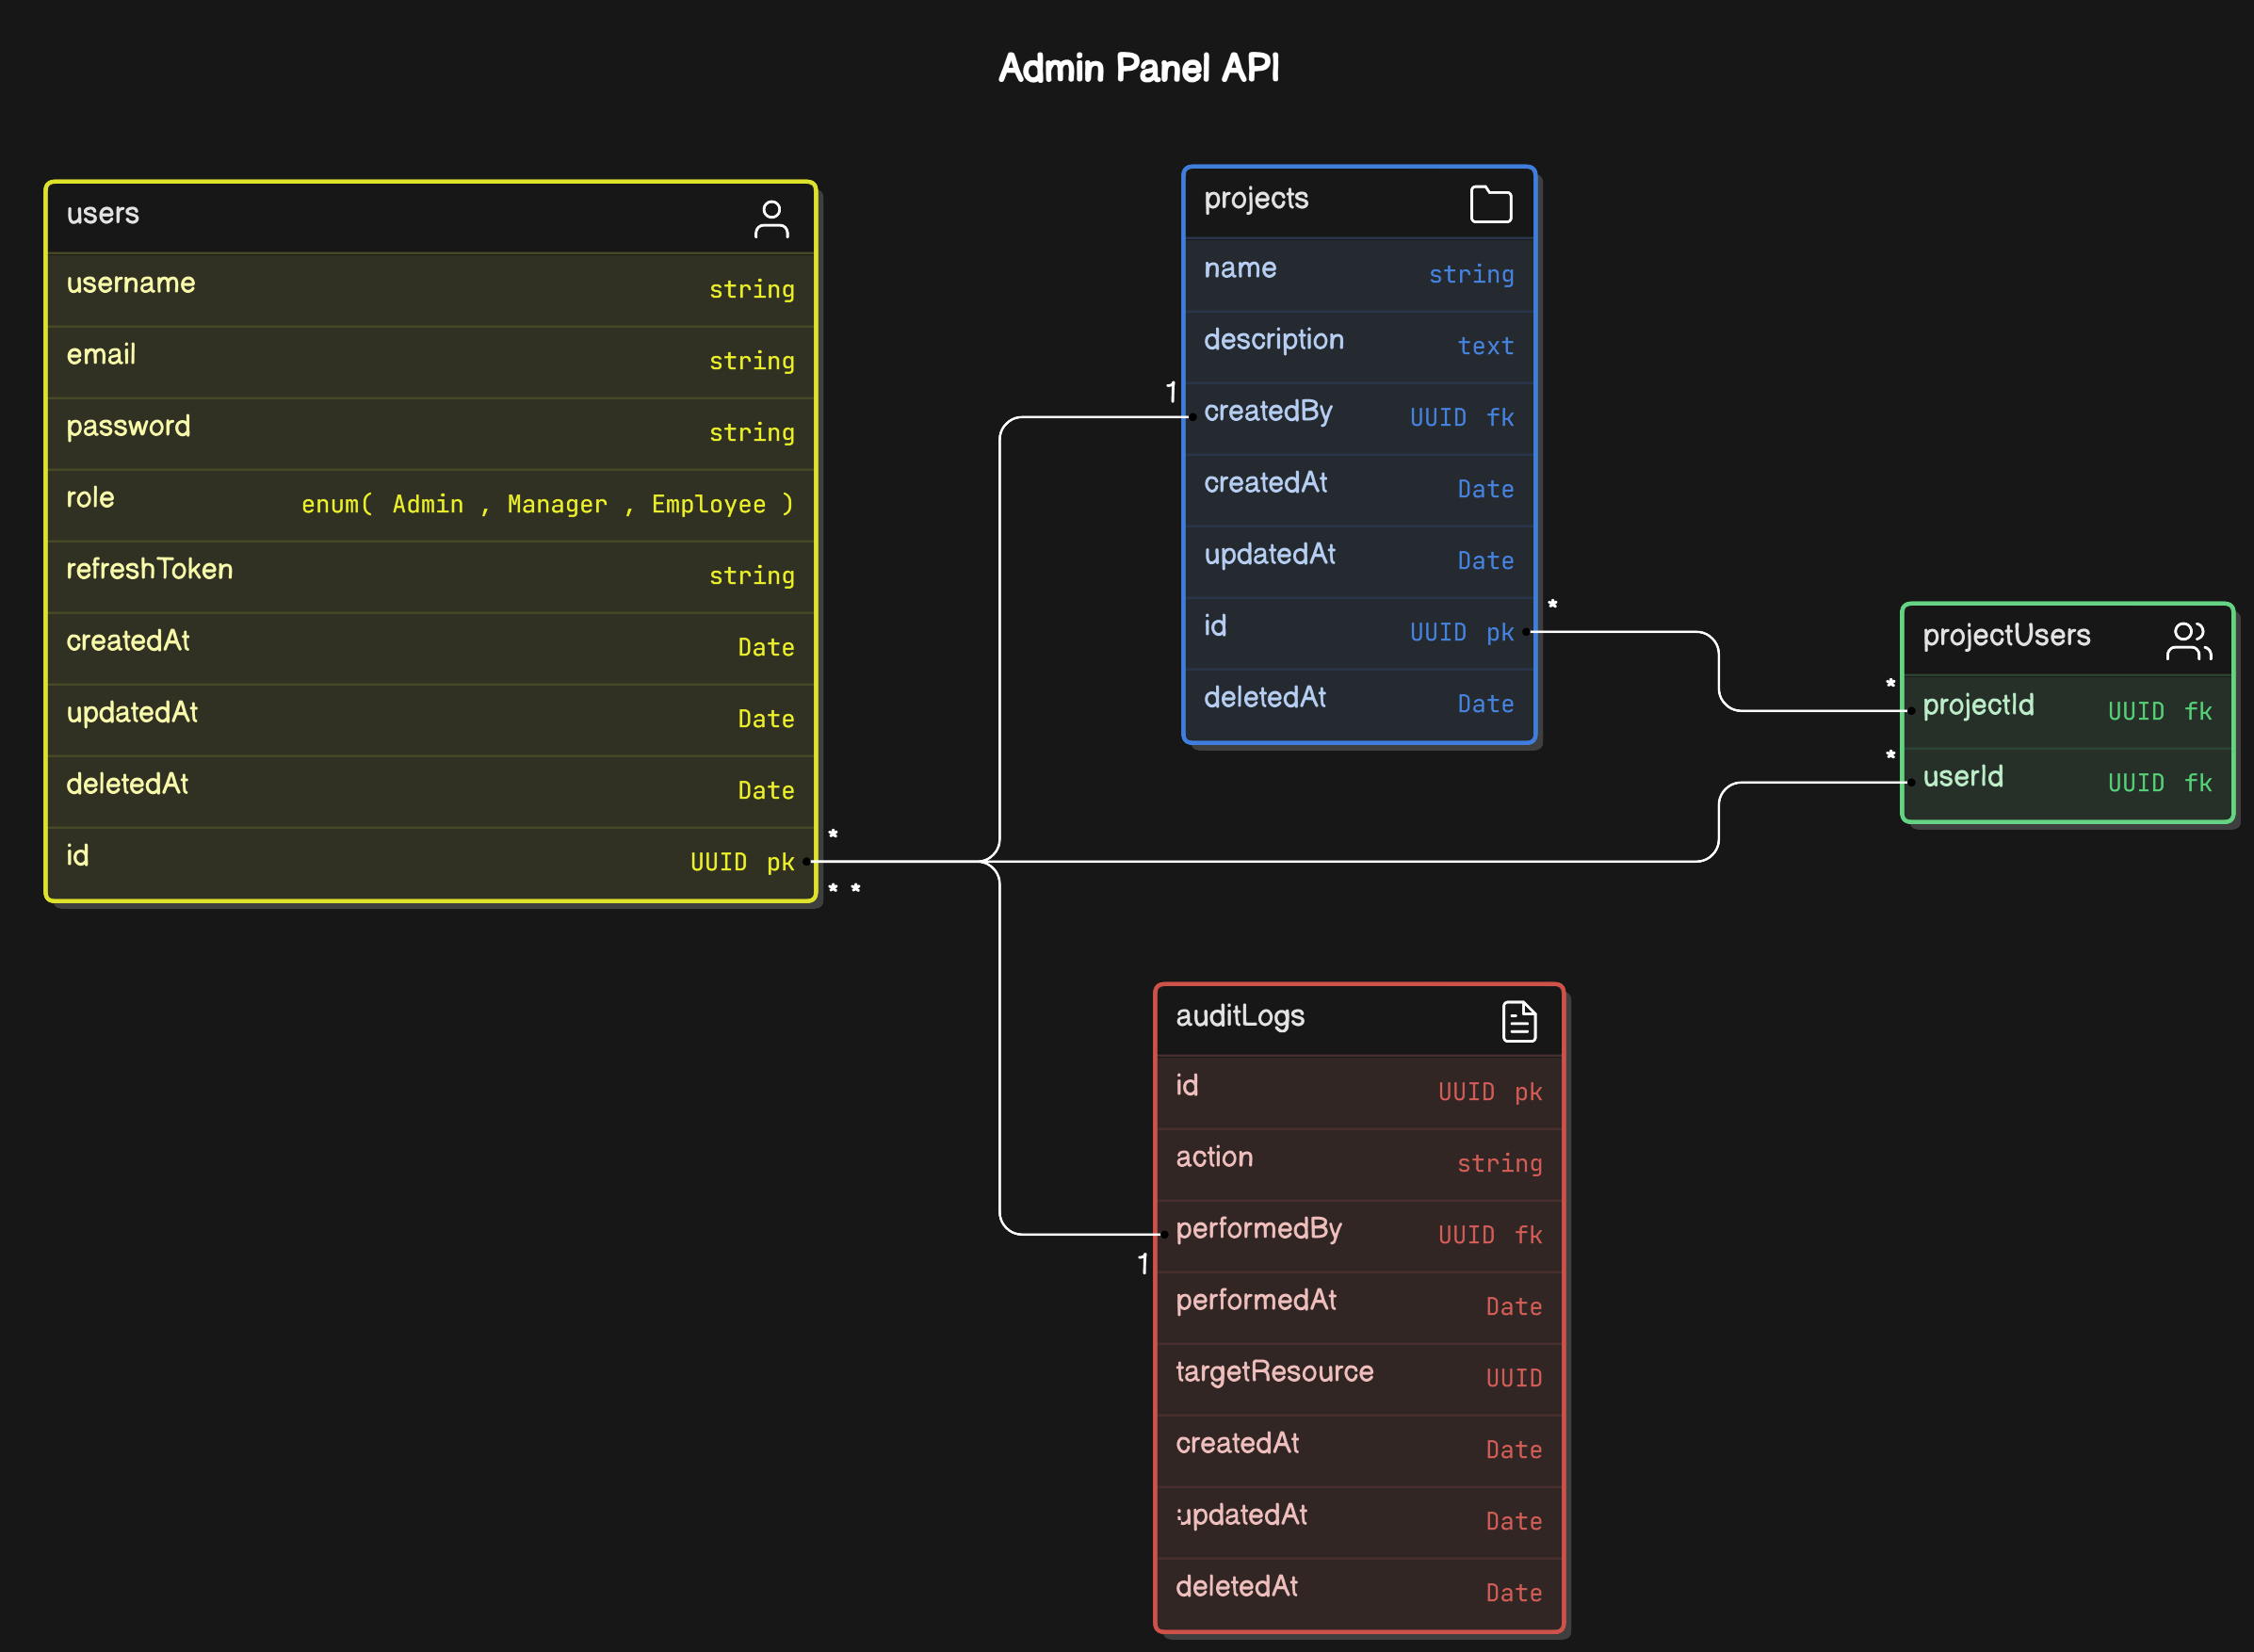 Admin Panel API
users
username string
email string
password string
role enum( Admin , Manager , Employee )
refreshToken string
createdAt Date
updatedAt Date
deletedAt Date
id UUID pk
*
* *
projects
name string
description text
1
createdBy UUID fk
createdAt Date
updatedAt Date
id UUID pk
*
deletedAt Date
projectUsers
*
projectId UUID fk
*
userId UUID fk
auditLogs
id UUID pk
action string
performedBy UUID fk
1
performedAt Date
targetResource UUID
createdAt Date
updatedAt Date
deletedAt Date